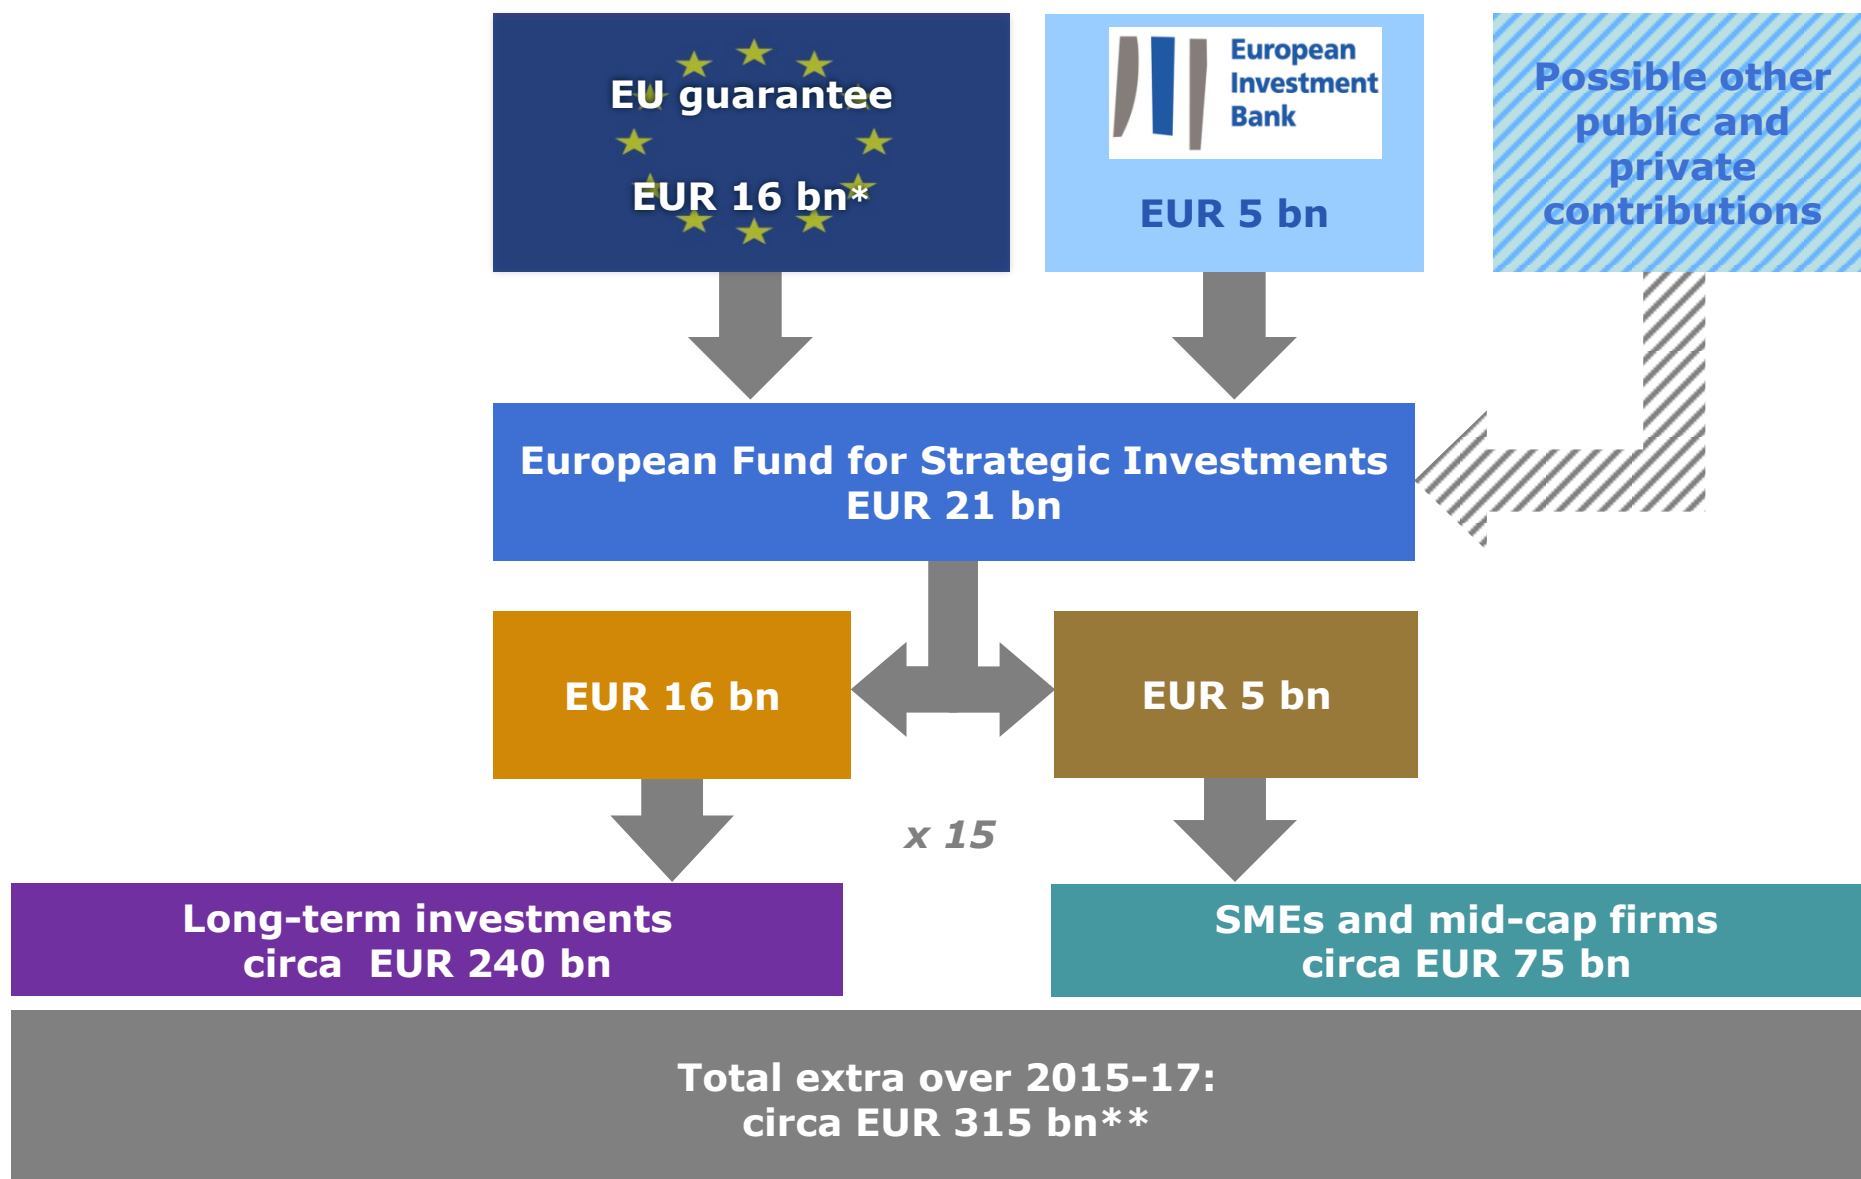 EU guarantee
EUR 16 bn*
European
Investment
Bank
EUR 5 bn
Possible other
public and
private
contributions
European Fund for Strategic Investments
EUR 21 bn
EUR 16 bn
EUR 5 bn
x 15
Long-term investments
circa EUR 240 bn
SMEs and mid-cap firms
circa EUR 75 bn
Total extra over 2015-17:
circa EUR 315 bn**